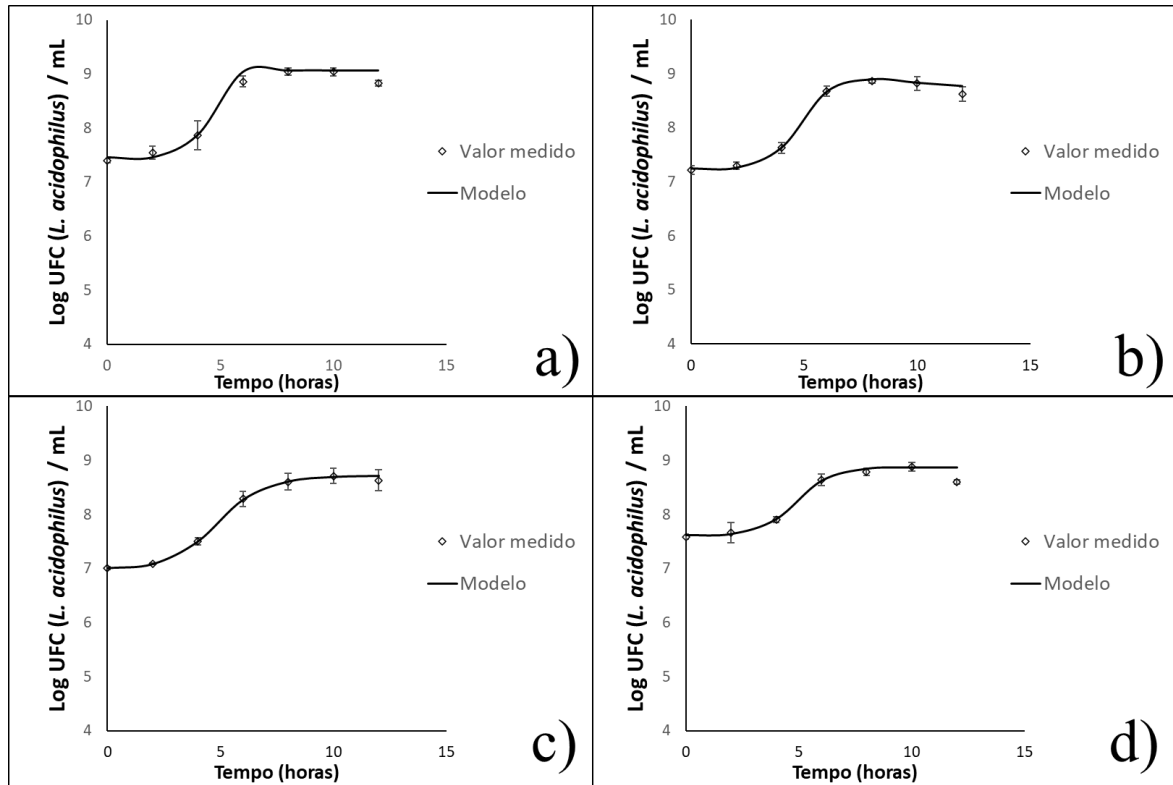 10
9
8
7
6
5
4
0
5
10
15
Log UFC (L. acidophilus) / mL
Tempo (horas)
Valor medido
Modelo
a)
10
9
8
7
6
5
4
0
5
10
15
Log UFC (L. acidophilus) / mL
Tempo (horas)
Valor medido
Modelo
b)
10
9
8
7
6
5
4
0
5
10
15
Log UFC (L. acidophilus) / mL
Tempo (horas)
Valor medido
Modelo
c)
10
9
8
7
6
5
4
0
5
10
15
Log UFC (L. acidophilus) / mL
Tempo (horas)
Valor medido
Modelo
d)